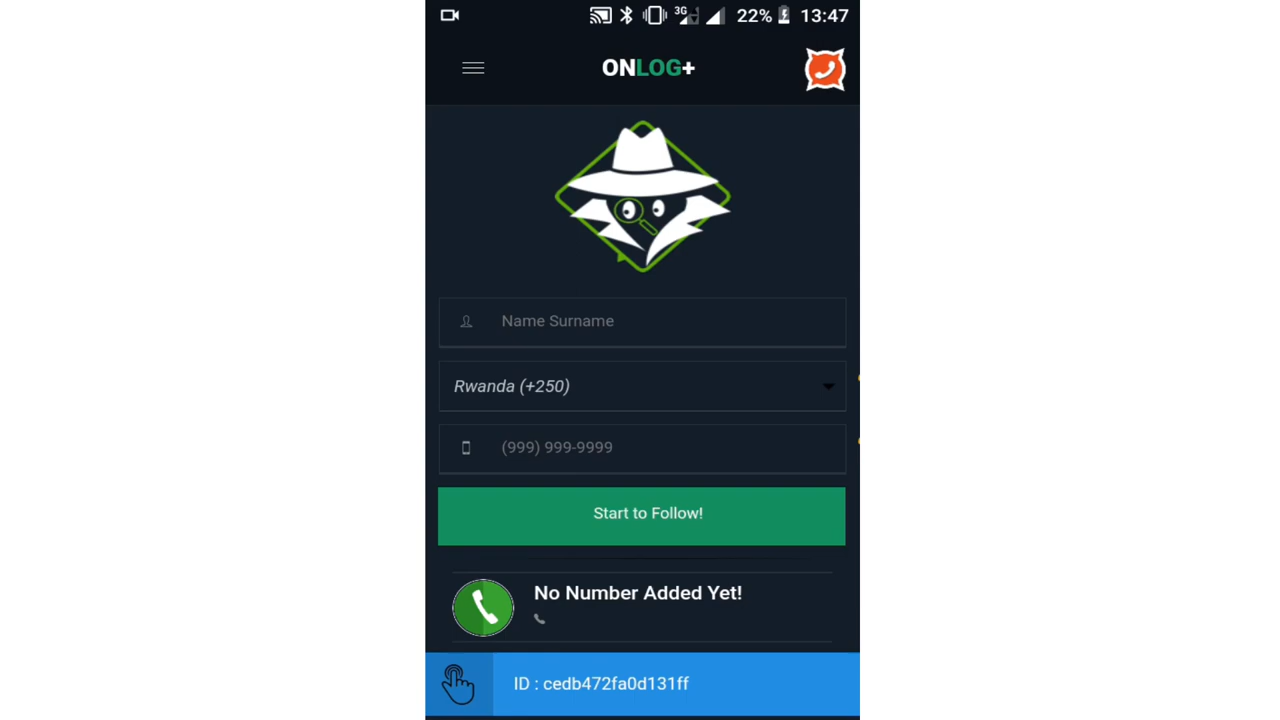 3G 22% 13:47
ONLOG+
Name Surname
Rwanda (+250)
(999) 999-9999
Start to Follow!
No Number Added Yet!
ID : cedb472fa0d131ff